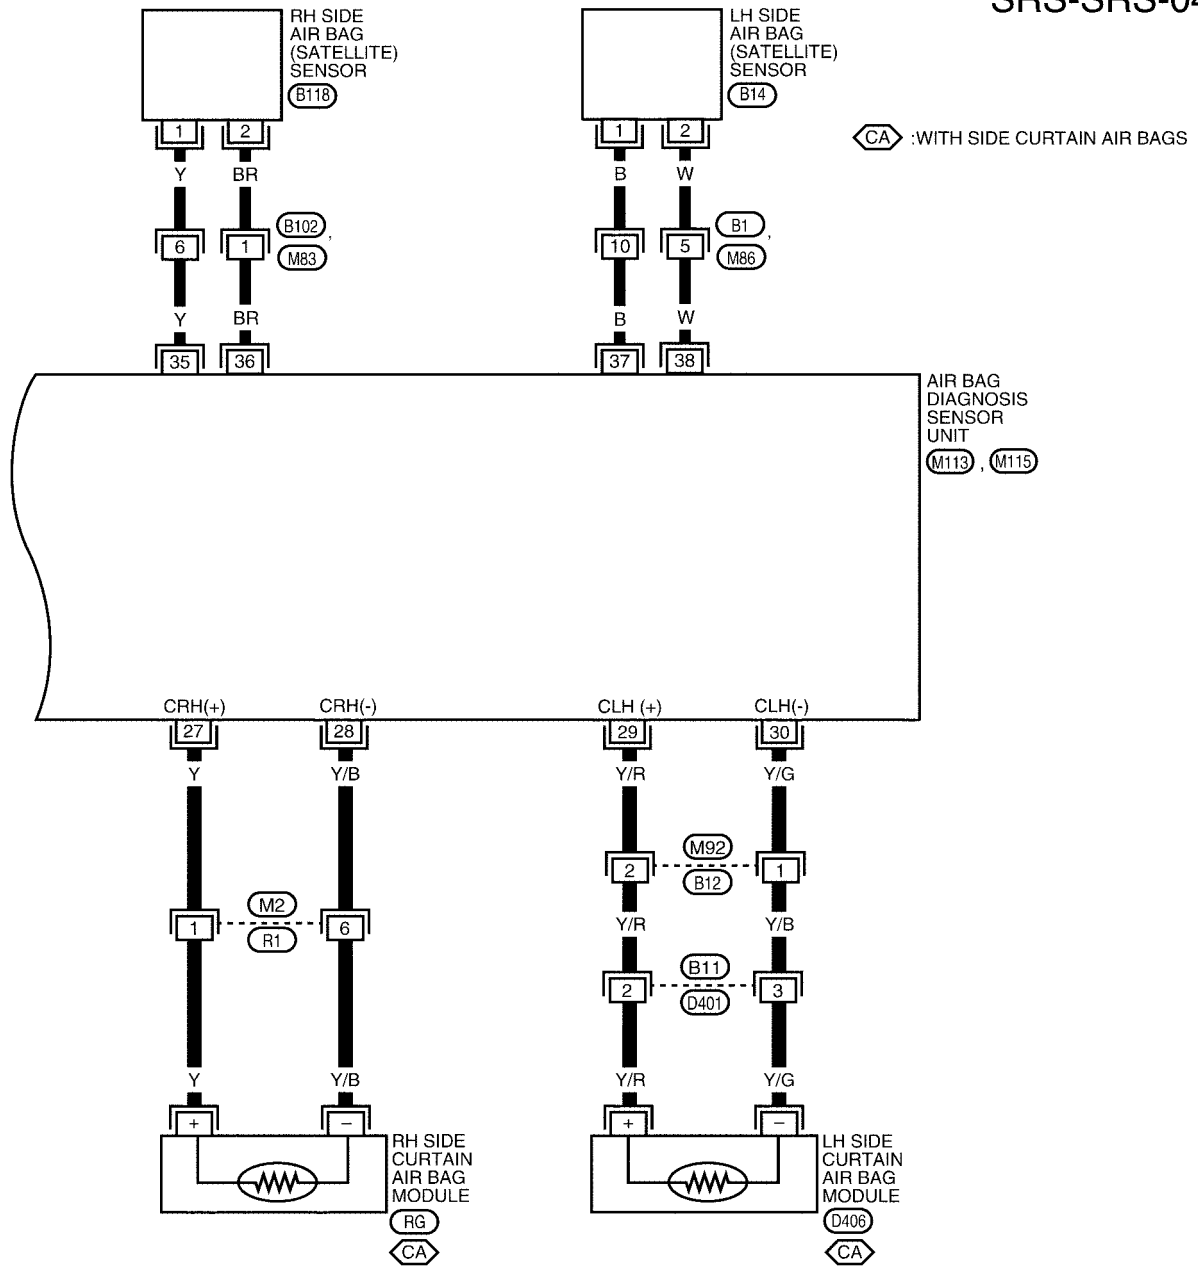 SRS-SRS-04
RH SIDE
AIR BAG
(SATELLITE)
SENSOR
B118
LH SIDE
AIR BAG
(SATELLITE)
SENSOR
B14
CA :WITH SIDE CURTAIN AIR BAGS
1 2
1 2
Y BR
B W
6 1
B102,
M83
10 5
B1,
M86
Y BR
B W
35 36
37 38
AIR BAG
DIAGNOSIS
SENSOR
UNIT
M113 , M115
CRH(+) CRH(-) CLH (+) CLH(-)
27 28 29 30
Y Y/B Y/R Y/G
2 M92 1
B12
Y/R Y/B
1 M2 6
R1
2 B11 3
D401
Y Y/B Y/R Y/G
+ − + −
RH SIDE
CURTAIN
AIR BAG
MODULE
RG
CA
LH SIDE
CURTAIN
AIR BAG
MODULE
D406
CA